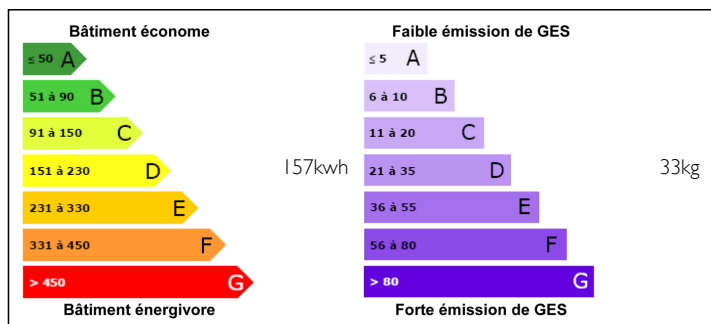 Bâtiment économe
≤ 50 A
51 à 90 B
91 à 150 C
151 à 230 D
231 à 330 E
331 à 450 F
> 450 G
Bâtiment énergivore
157kwh
Faible émission de GES
≤ 5 A
6 à 10 B
11 à 20 C
21 à 35 D
36 à 55 E
56 à 80 F
> 80 G
Forte émission de GES
33kg